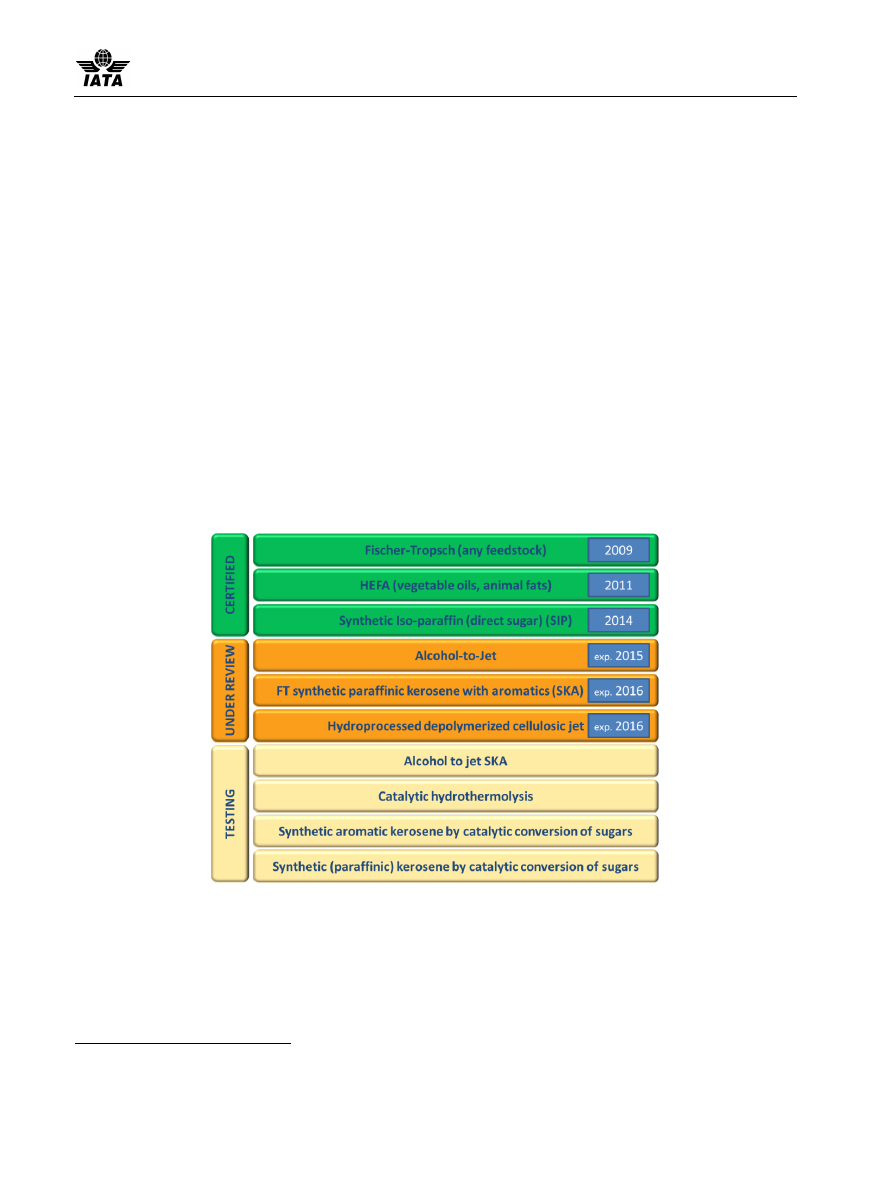 IATA
CERTIFIED
Fischer-Tropsch (any feedstock) 2009
HEFA (vegetable oils, animal fats) 2011
Synthetic Iso-paraffin (direct sugar) (SIP) 2014
UNDER REVIEW
Alcohol-to-Jet exp. 2015
FT synthetic paraffinic kerosene with aromatics (SKA) exp. 2016
Hydroprocessed depolymerized cellulosic jet exp. 2016
TESTING
Alcohol to jet SKA
Catalytic hydrothermolysis
Synthetic aromatic kerosene by catalytic conversion of sugars
Synthetic (paraffinic) kerosene by catalytic conversion of sugars